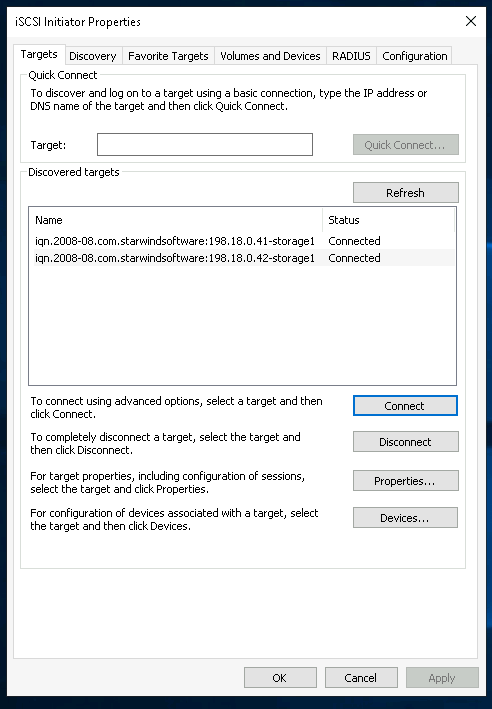 iSCSI Initiator Properties
Targets Discovery Favorite Targets Volumes and Devices RADIUS Configuration
Quick Connect
To discover and log on to a target using a basic connection, type the IP address or
DNS name of the target and then click Quick Connect.
Target: Quick Connect...
Discovered targets
Refresh
Name Status
iqn.2008-08.com.starwindsoftware:198.18.0.41-storage1 Connected
iqn.2008-08.com.starwindsoftware:198.18.0.42-storage1 Connected
To connect using advanced options, select a target and then
click Connect.
Connect
To completely disconnect a target, select the target and
then click Disconnect.
Disconnect
For target properties, including configuration of sessions,
select the target and click Properties.
Properties...
For configuration of devices associated with a target, select
the target and then click Devices.
Devices...
OK Cancel Apply